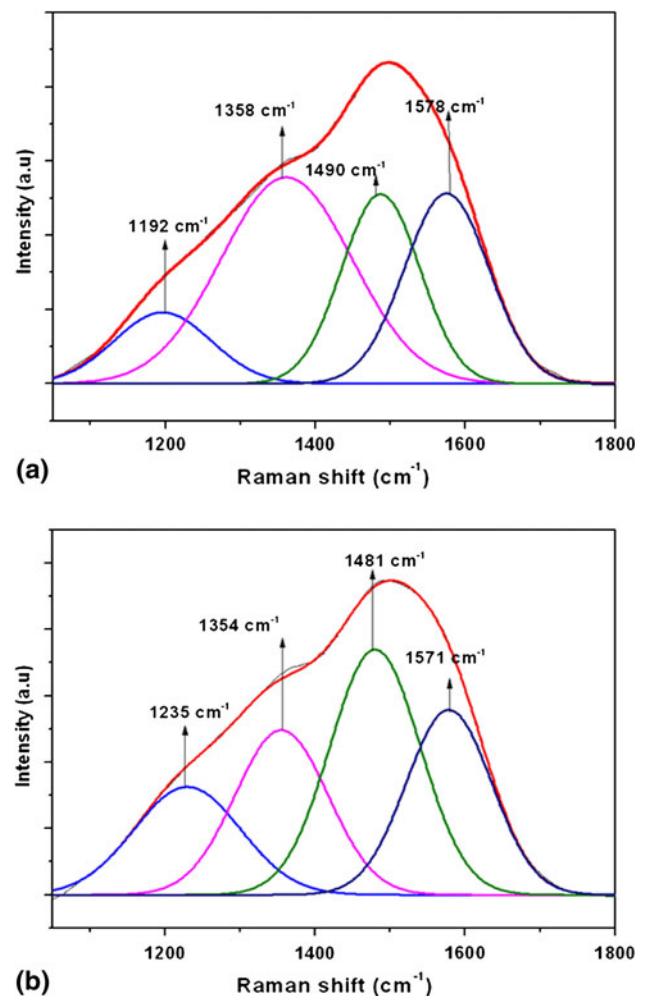 1578 cm⁻¹
1358 cm⁻¹
1490 cm⁻¹
1192 cm⁻¹
Intensity (a.u)
1200 1400 1600 1800
(a)
Raman shift (cm⁻¹)
1481 cm⁻¹
1354 cm⁻¹
1571 cm⁻¹
1235 cm⁻¹
Intensity (a.u)
1200 1400 1600 1800
(b)
Raman shift (cm⁻¹)